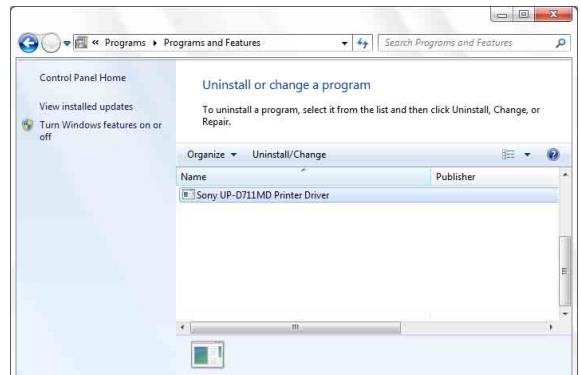 « Programs ▸ Programs and Features
Search Programs and Features
Control Panel Home
View installed updates
Turn Windows features on or
off
Uninstall or change a program
To uninstall a program, select it from the list and then click Uninstall, Change, or
Repair.
Organize Uninstall/Change
Name Publisher
Sony UP-D711MD Printer Driver